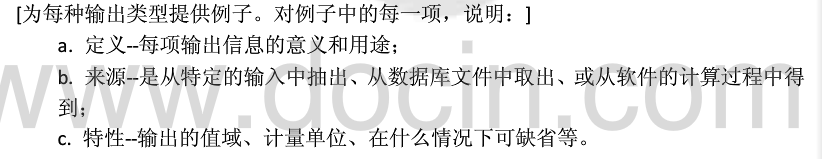 [为每种输出类型提供例子。对例子中的每一项，说明：]
a. 定义--每项输出信息的意义和用途；
b. 来源--是从特定的输入中抽出、从数据库文件中取出、或从软件的计算过程中得
到；
c. 特性--输出的值域、计量单位、在什么情况下可缺省等。
www.docin.com